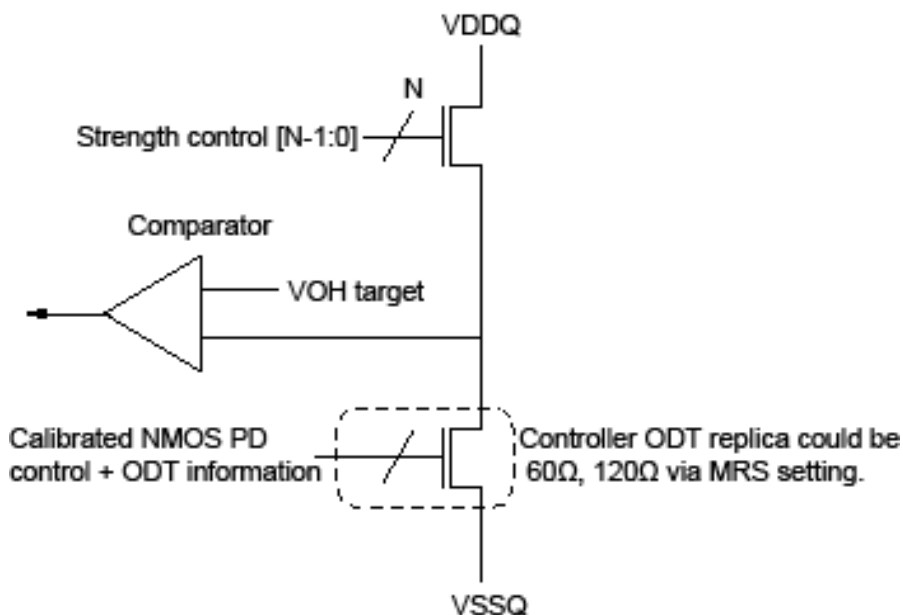 VDDQ
N
Strength control [N-1:0]
Comparator
VOH target
Calibrated NMOS PD
control + ODT information
Controller ODT replica could be
60Ω, 120Ω via MRS setting.
VSSQ